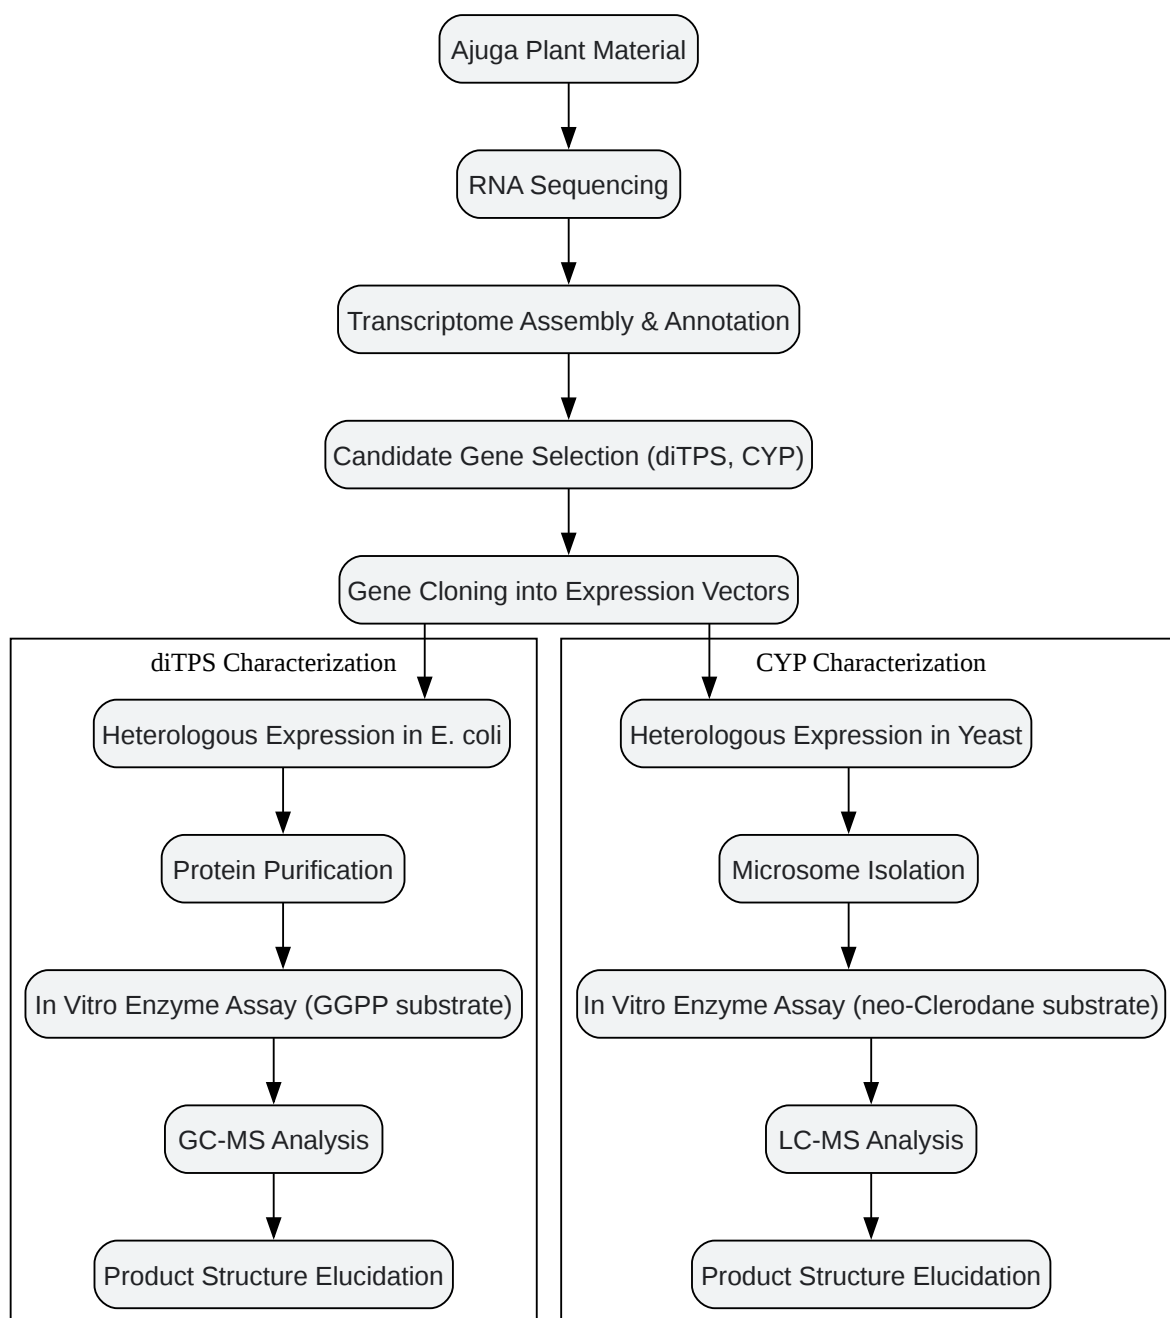 Ajuga Plant Material
RNA Sequencing
Transcriptome Assembly & Annotation
Candidate Gene Selection (diTPS, CYP)
Gene Cloning into Expression Vectors
diTPS Characterization
Heterologous Expression in E. coli
Protein Purification
In Vitro Enzyme Assay (GGPP substrate)
GC-MS Analysis
Product Structure Elucidation
CYP Characterization
Heterologous Expression in Yeast
Microsome Isolation
In Vitro Enzyme Assay (neo-Clerodane substrate)
LC-MS Analysis
Product Structure Elucidation